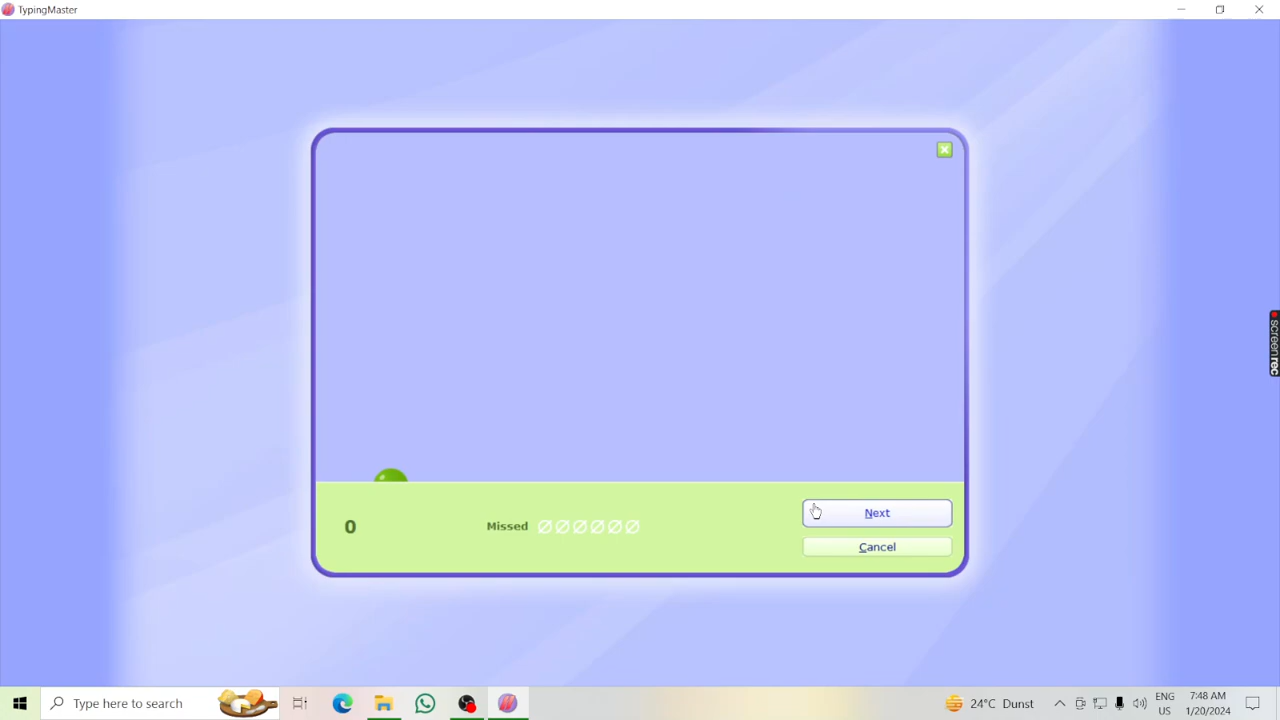 TypingMaster
0
Missed
Next
Cancel
screenrec
Type here to search
24°C Dunst
ENG
US
7:48 AM
1/20/2024